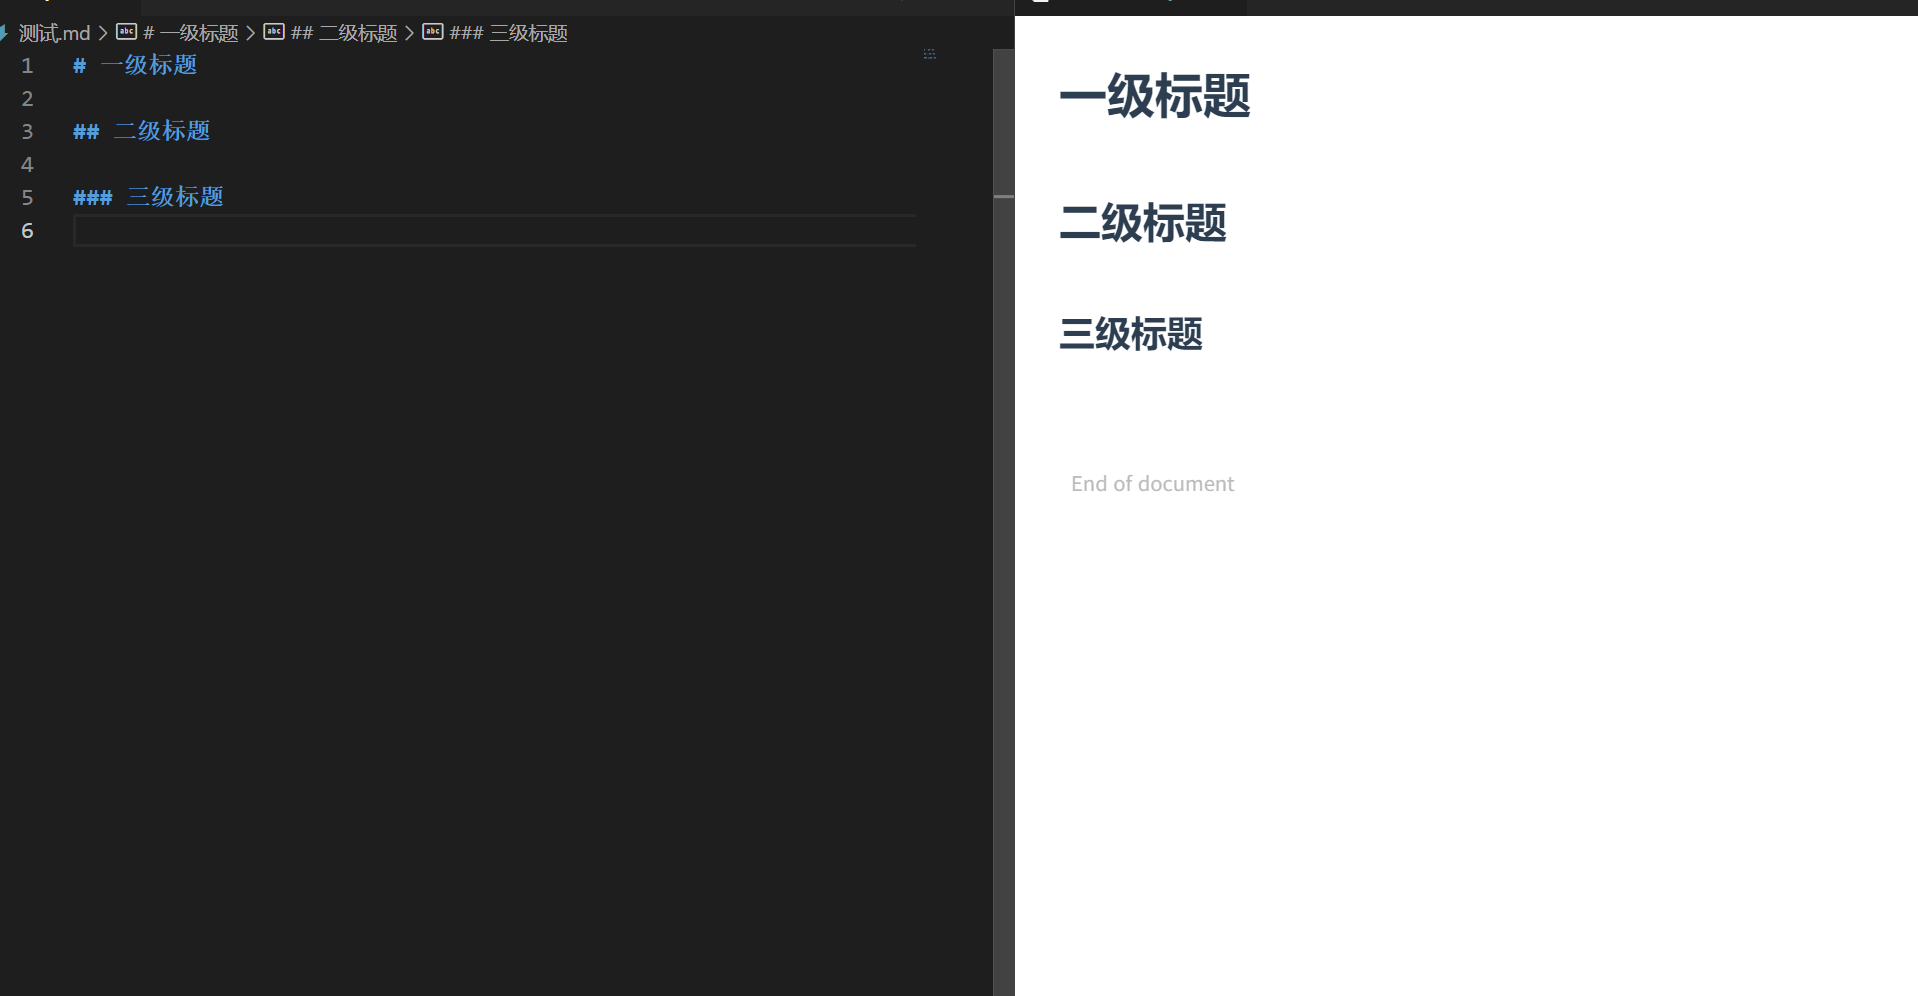 测试.md > # 一级标题 > ## 二级标题 > ### 三级标题
1 # 一级标题
2
3 ## 二级标题
4
5 ### 三级标题
6
一级标题
二级标题
三级标题
End of document